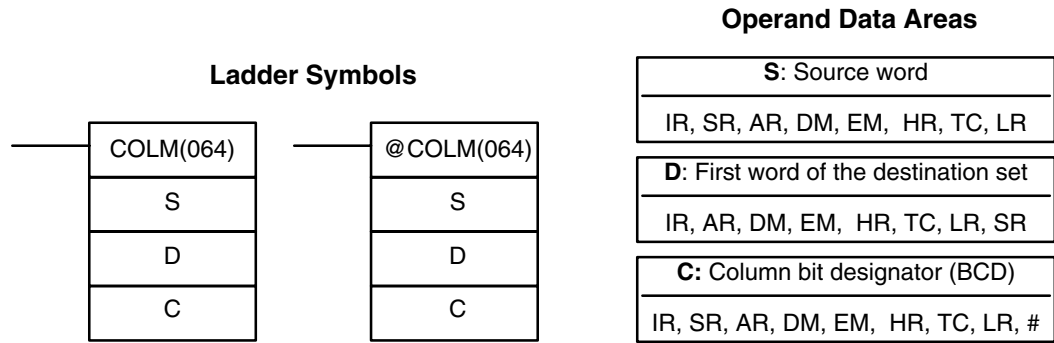 Operand Data Areas
Ladder Symbols
S: Source word
IR, SR, AR, DM, EM, HR, TC, LR
D: First word of the destination set
IR, AR, DM, EM, HR, TC, LR, SR
C: Column bit designator (BCD)
IR, SR, AR, DM, EM, HR, TC, LR, #
COLM(064)
S
D
C
@COLM(064)
S
D
C